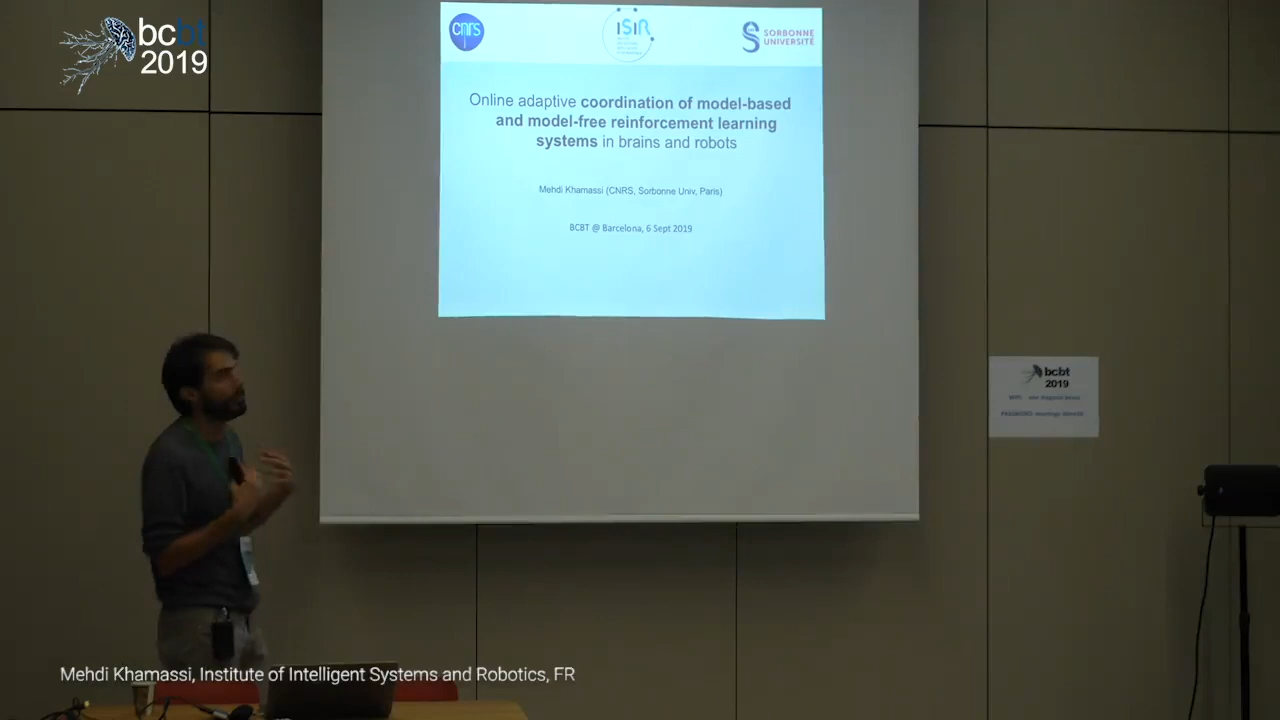 bcbt
2019
cnrs
ISIR
SORBONNE
UNIVERSITÉ
Online adaptive coordination of model-based
and model-free reinforcement learning
systems in brains and robots
Mehdi Khamassi (CNRS, Sorbonne Univ, Paris)
BCBT @ Barcelona, 6 Sept 2019
bcbt
2019
Mehdi Khamassi, Institute of Intelligent Systems and Robotics, FR